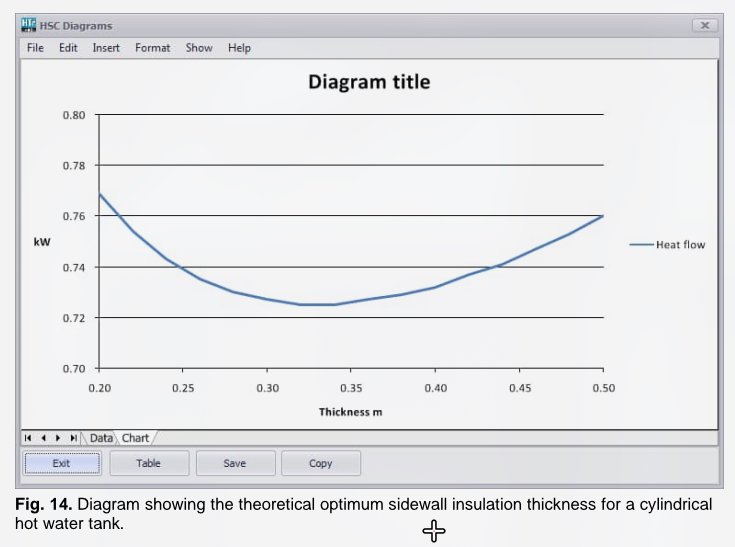 HSC Diagrams
File Edit Insert Format Show Help
Diagram title
0.80
0.78
0.76
kW
Heat flow
0.74
0.72
0.70
0.20 0.25 0.30 0.35 0.40 0.45 0.50
Thickness m
Data Chart
Exit Table Save Copy
Fig. 14. Diagram showing the theoretical optimum sidewall insulation thickness for a cylindrical
hot water tank.